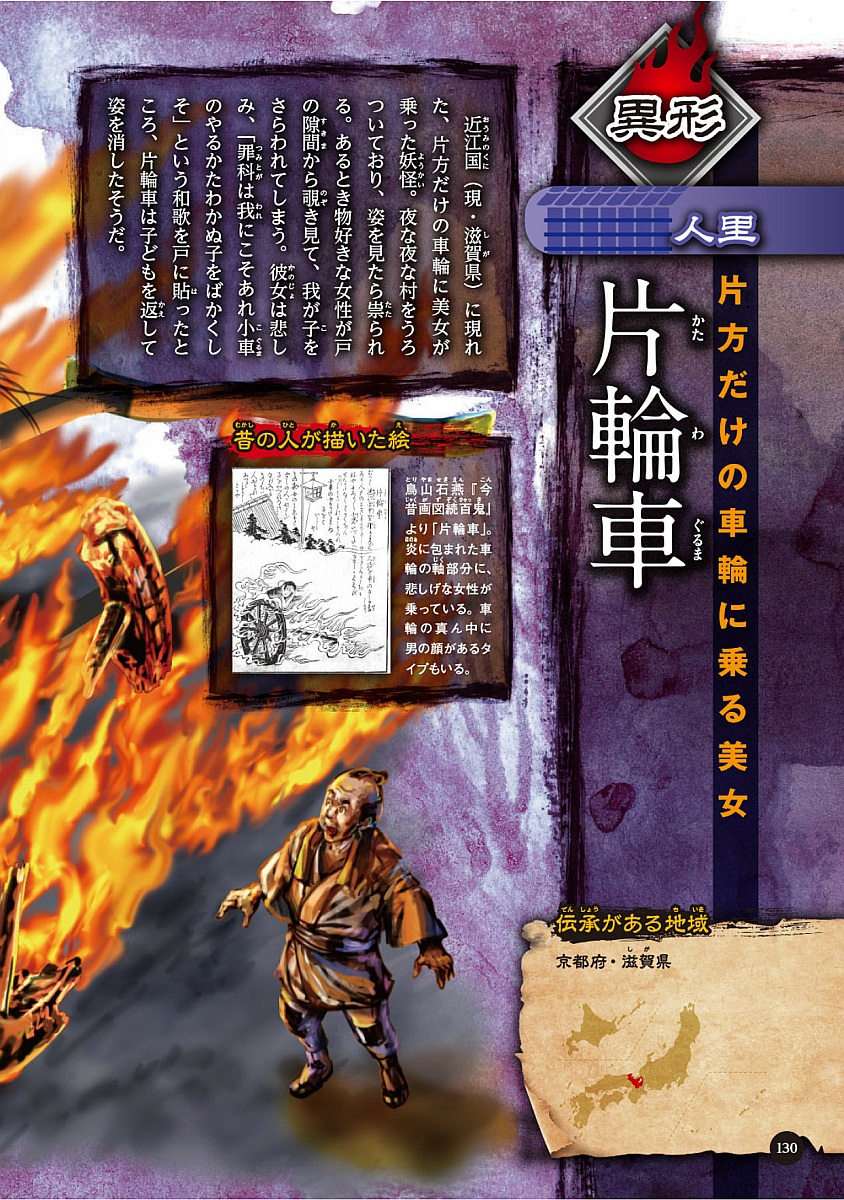 異形
人里
片方だけの車輪に乗る美女
片輪車
かたわぐるま
近江国（現・滋賀県）に現れ
た、片方だけの車輪に美女が
乗った妖怪。夜な夜な村をうろ
ついており、姿を見たら祟られ
る。あるとき物好きな女性が戸
の隙間から覗き見て、我が子を
さらわれてしまう。彼女は悲し
み、「罪科は我にこそあれ小車
のやるかたわかぬ子をばかくし
そ」という和歌を戸に貼ったと
ころ、片輪車は子どもを返して
姿を消したそうだ。
昔の人が描いた絵
鳥山石燕『今
昔画図続百鬼』
より「片輪車」。
炎に包まれた車
輪の軸部分に、
悲しげな女性が
乗っている。車
輪の真ん中に
男の顔があるタ
イプもいる。
伝承がある地域
京都府・滋賀県
130